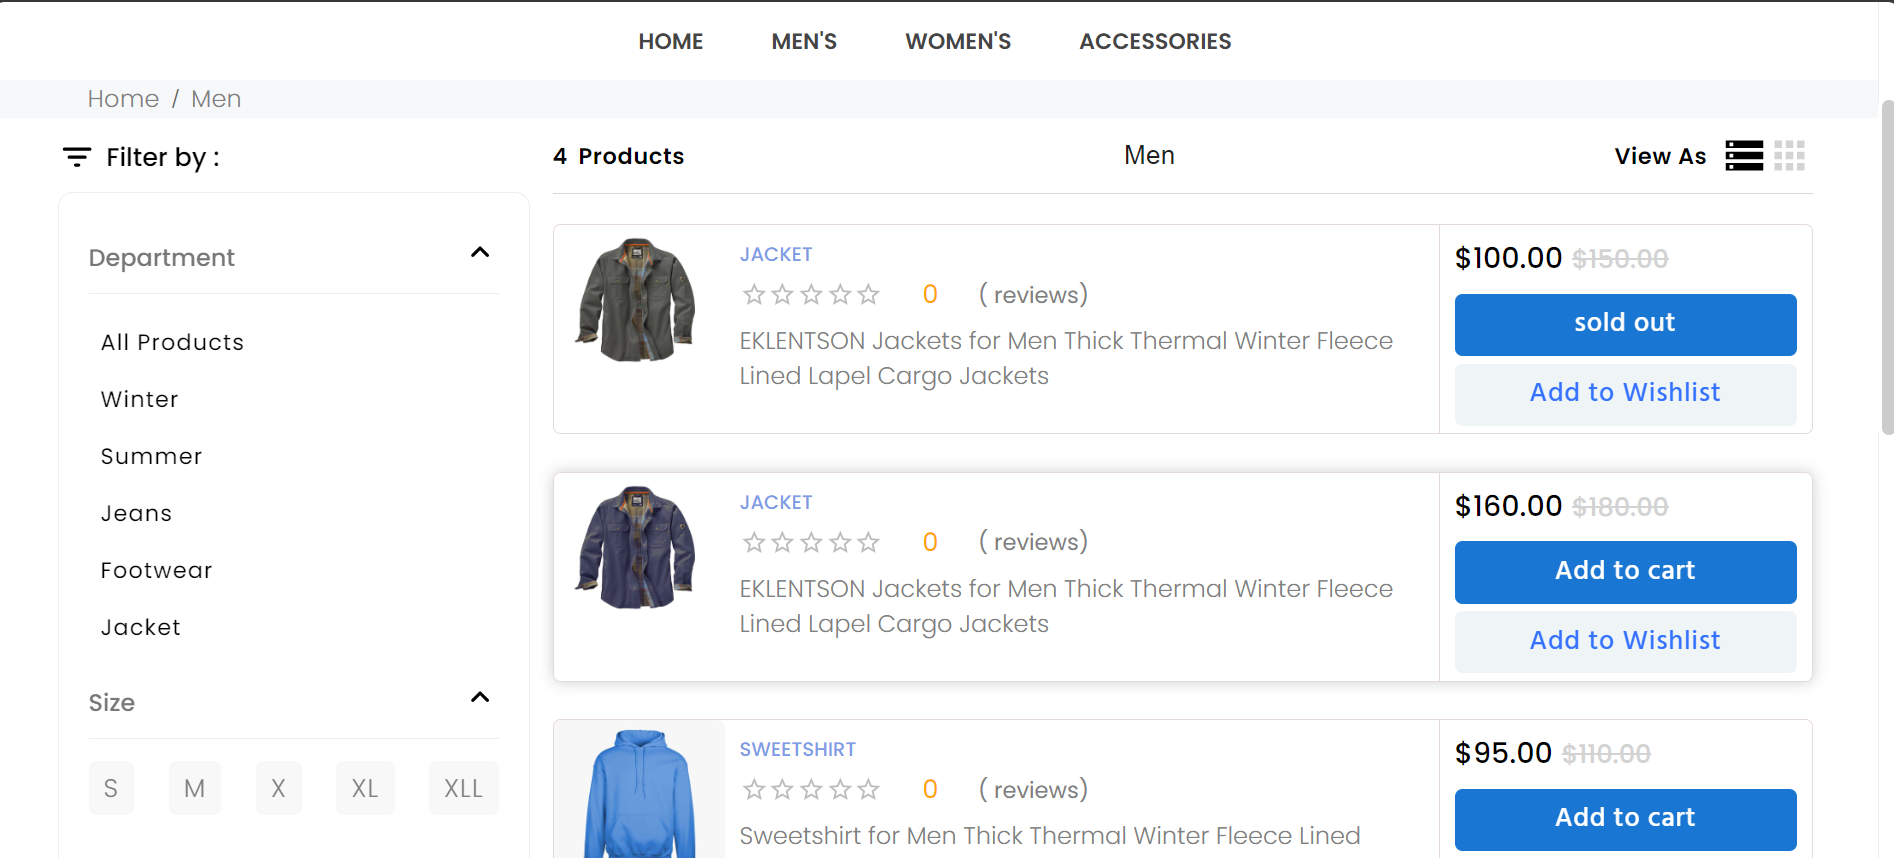 HOME MEN'S WOMEN'S ACCESSORIES
Home / Men
Filter by :
Department
All Products
Winter
Summer
Jeans
Footwear
Jacket
Size
S M X XL XLL
4 Products Men View As
JACKET
0 ( reviews)
EKLENTSON Jackets for Men Thick Thermal Winter Fleece
Lined Lapel Cargo Jackets
$100.00 $150.00
sold out
Add to Wishlist
JACKET
0 ( reviews)
EKLENTSON Jackets for Men Thick Thermal Winter Fleece
Lined Lapel Cargo Jackets
$160.00 $180.00
Add to cart
Add to Wishlist
SWEETSHIRT
0 ( reviews)
Sweetshirt for Men Thick Thermal Winter Fleece Lined
$95.00 $110.00
Add to cart